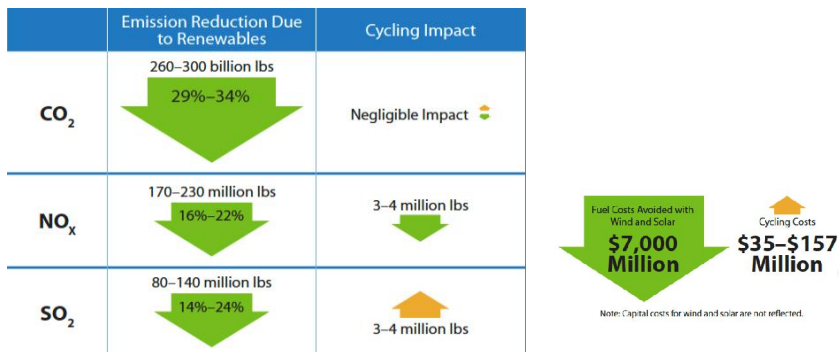 Emission Reduction Due
to Renewables
Cycling Impact
CO₂
260–300 billion lbs
29%–34%
Negligible Impact
NOₓ
170–230 million lbs
16%–22%
3–4 million lbs
SO₂
80–140 million lbs
14%–24%
3–4 million lbs
Fuel Costs Avoided with
Wind and Solar
$7,000
Million
Cycling Costs
$35–$157
Million
Note: Capital costs for wind and solar are not reflected.